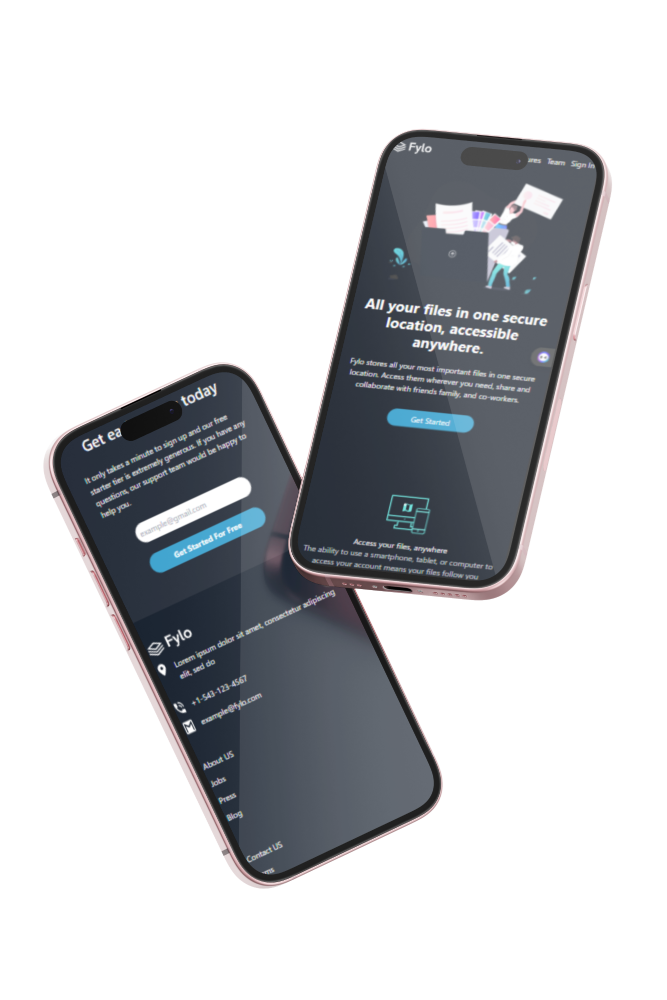 Fylo
Team Sign In
All your files in one secure
location, accessible
anywhere.
Fylo stores all your most important files in one secure
location. Access them wherever you need, share and
collaborate with friends family, and co-workers.
Get Started
Access your files, anywhere
The ability to use a smartphone, tablet, or computer to
access your account means your files follow you
Get today
It only takes a minute to sign up and our free
starter tier is extremely generous. If you have any
questions, our support team would be happy to
help you.
example@gmail.com
Get Started For Free
Fylo
Lorem ipsum dolor sit amet, consectetur adipiscing
elit, sed do
+1-543-123-4567
example@fylo.com
About US
Jobs
Press
Blog
Contact US